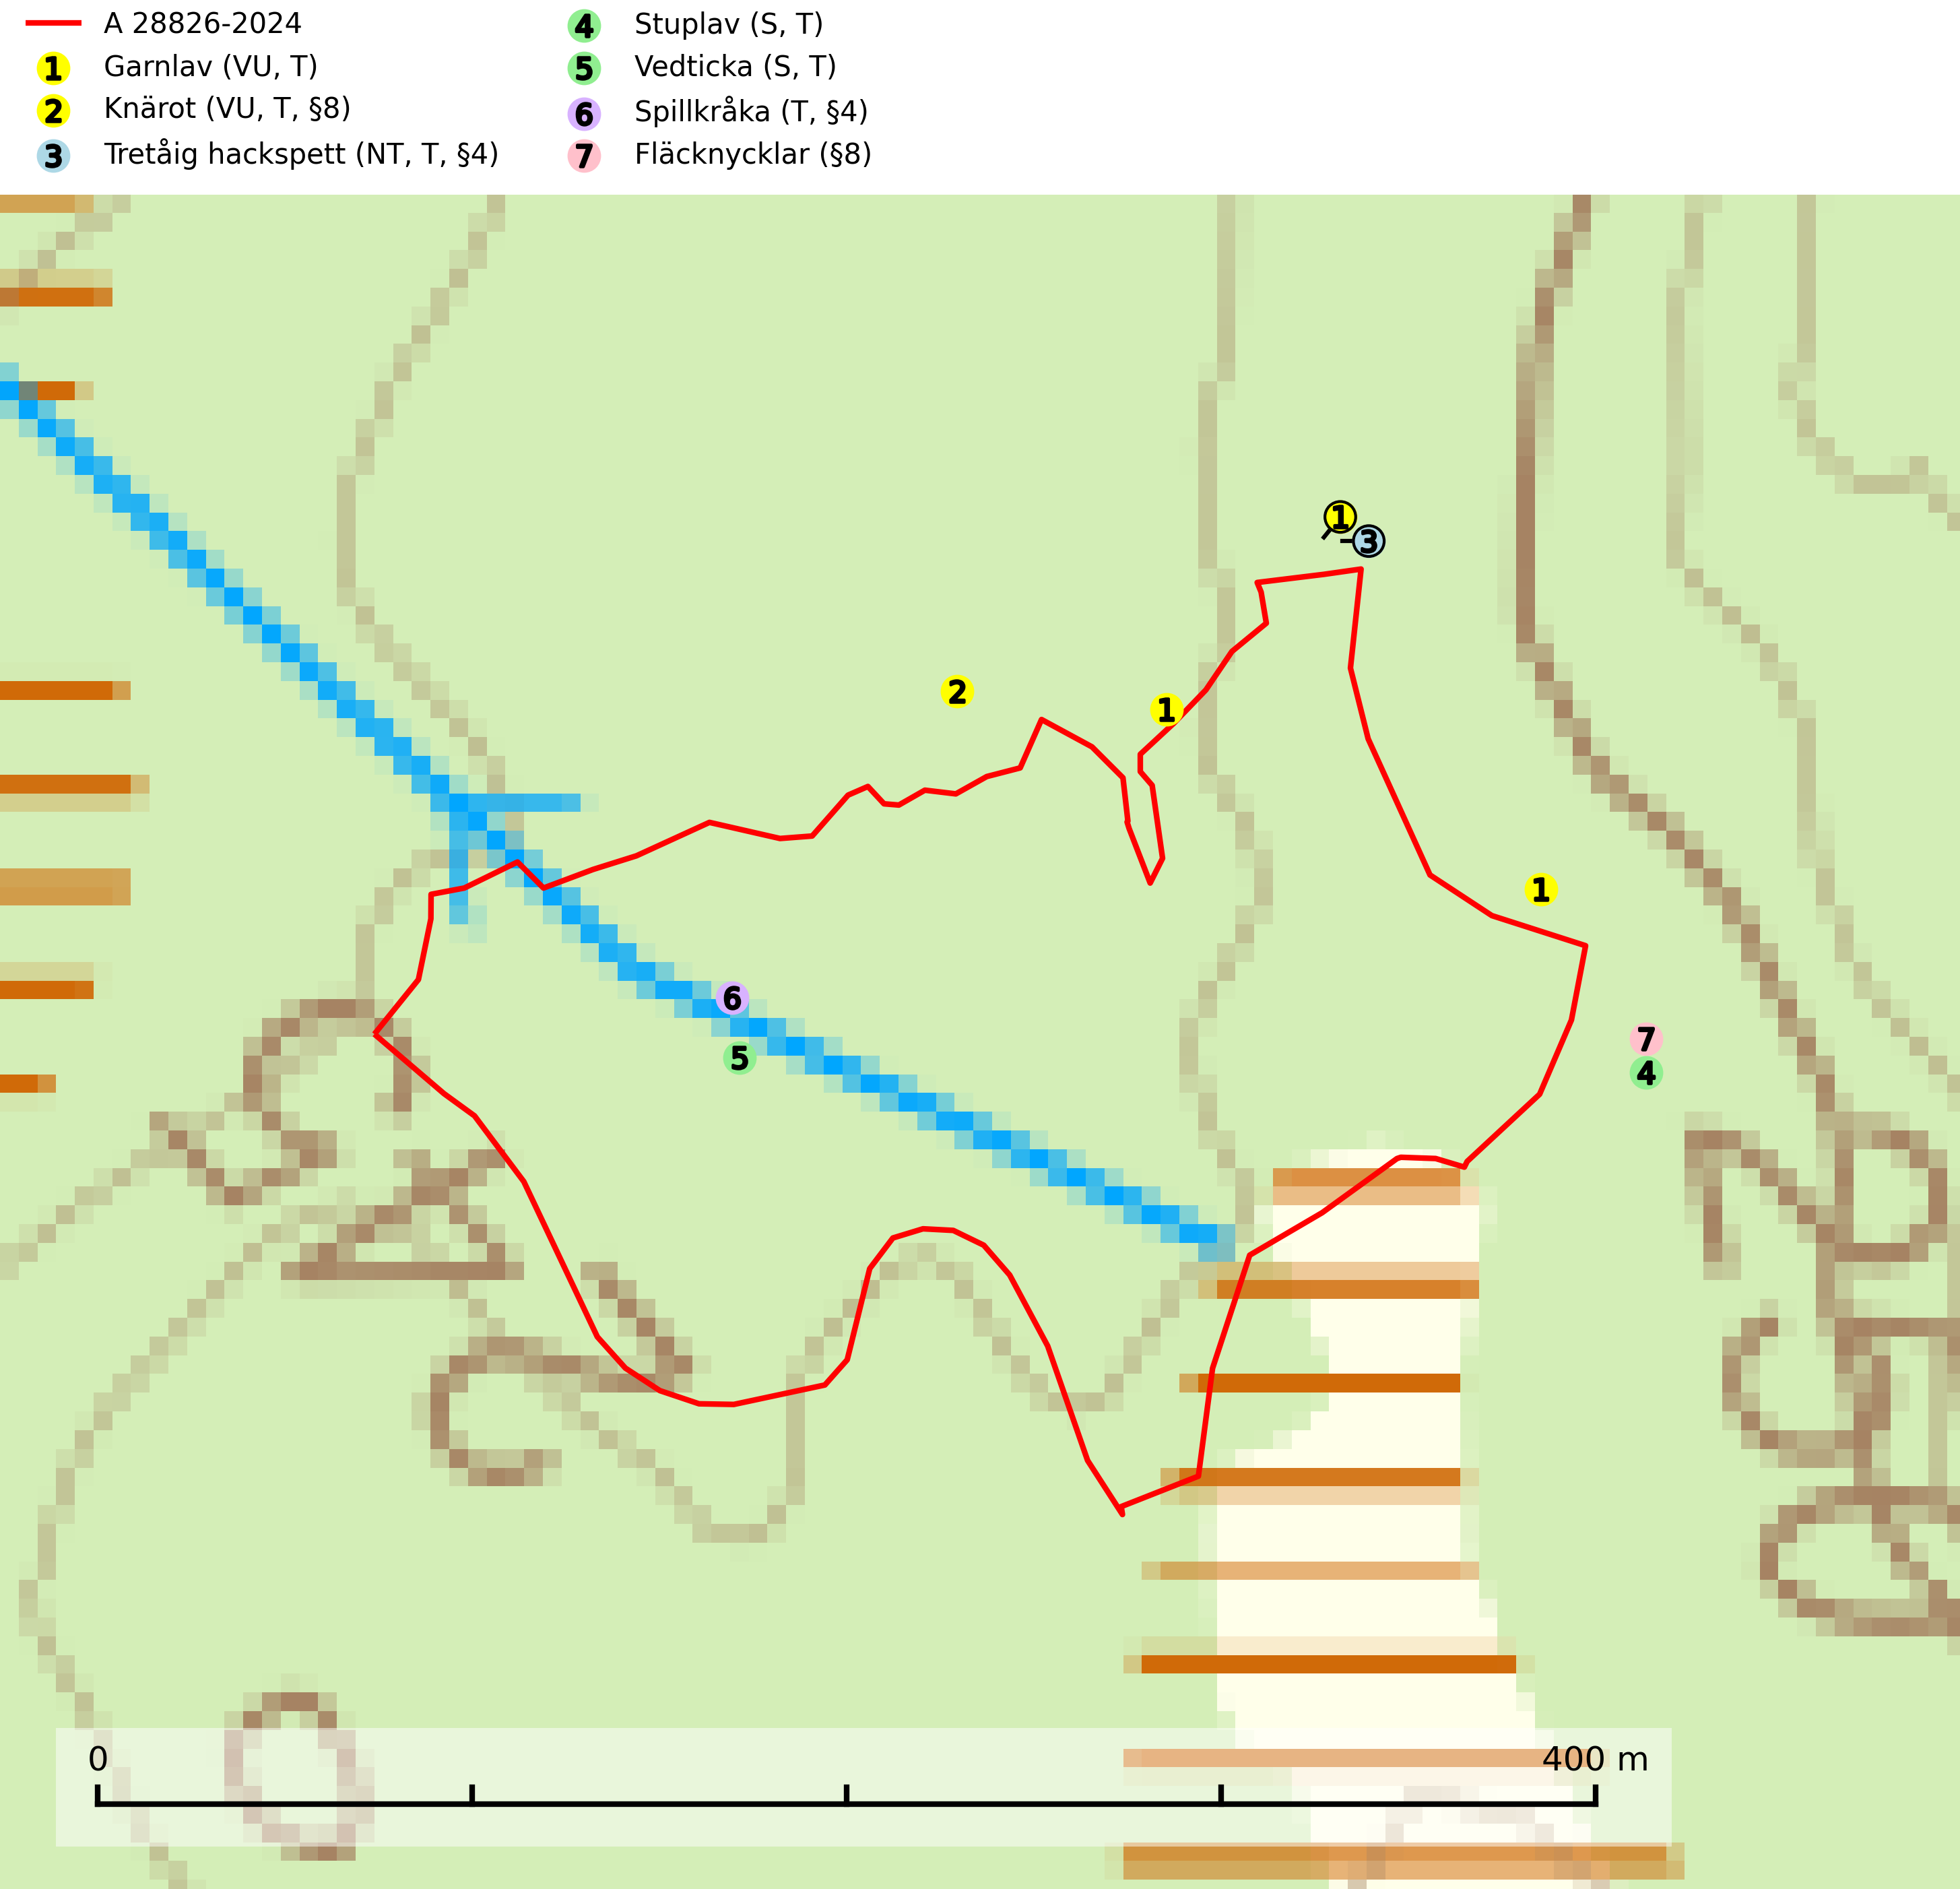 A 28826-2024
1 Garnlav (VU, T)
2 Knärot (VU, T, §8)
3 Tretåig hackspett (NT, T, §4)
4 Stuplav (S, T)
5 Vedticka (S, T)
6 Spillkråka (T, §4)
7 Fläcknycklar (§8)
1
3
2
1
1
6
7
5
4
0
400 m